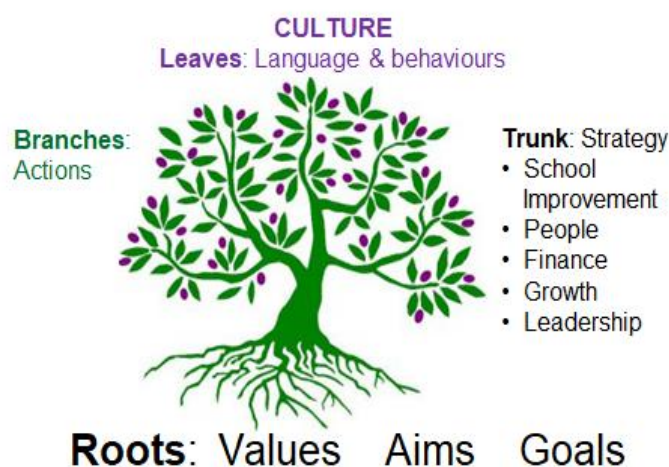 CULTURE
Leaves: Language & behaviours
Branches:
Actions
Trunk: Strategy
• School
Improvement
• People
• Finance
• Growth
• Leadership
Roots: Values Aims Goals